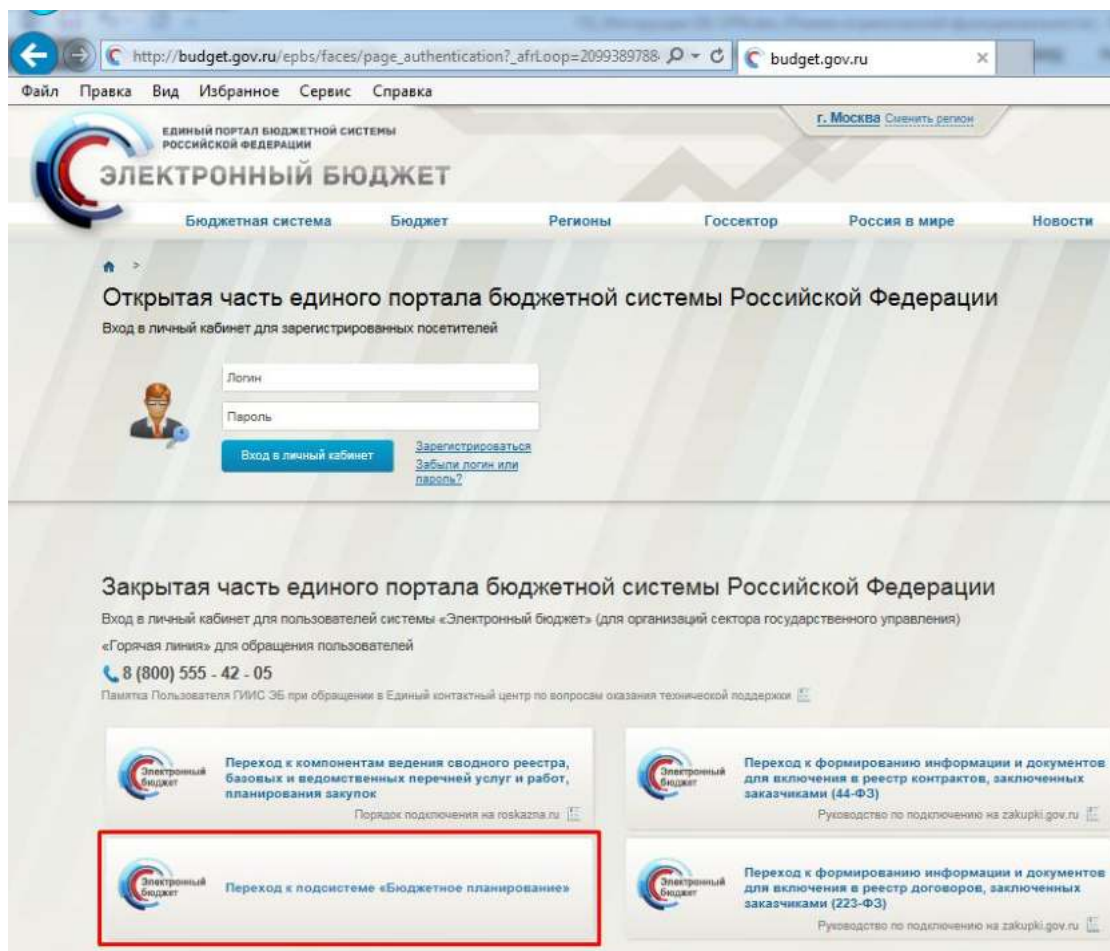 http://budget.gov.ru/epbs/faces/page_authentication?_afrLoop=2099389788
budget.gov.ru
Файл Правка Вид Избранное Сервис Справка
ЕДИНЫЙ ПОРТАЛ БЮДЖЕТНОЙ СИСТЕМЫ
РОССИЙСКОЙ ФЕДЕРАЦИИ
ЭЛЕКТРОННЫЙ БЮДЖЕТ
г. Москва Сменить регион
Бюджетная система Бюджет Регионы Госсектор Россия в мире Новости
>
Открытая часть единого портала бюджетной системы Российской Федерации
Вход в личный кабинет для зарегистрированных посетителей
Логин
Пароль
Вход в личный кабинет
Зарегистрироваться
Забыли логин или
пароль?
Закрытая часть единого портала бюджетной системы Российской Федерации
Вход в личный кабинет для пользователей системы «Электронный бюджет» (для организаций сектора государственного управления)
«Горячая линия» для обращения пользователей
8 (800) 555 - 42 - 05
Памятка Пользователя ГИИС ЭБ при обращении в Единый контактный центр по вопросам оказания технической поддержки
Электронный
бюджет
Переход к компонентам ведения сводного реестра,
базовых и ведомственных перечней услуг и работ,
планирования закупок
Порядок подключения на roskazna.ru
Электронный
бюджет
Переход к формированию информации и документов
для включения в реестр контрактов, заключенных
заказчиками (44-ФЗ)
Руководство по подключению на zakupki.gov.ru
Электронный
бюджет
Переход к подсистеме «Бюджетное планирование»
Электронный
бюджет
Переход к формированию информации и документов
для включения в реестр договоров, заключенных
заказчиками (223-ФЗ)
Руководство по подключению на zakupki.gov.ru